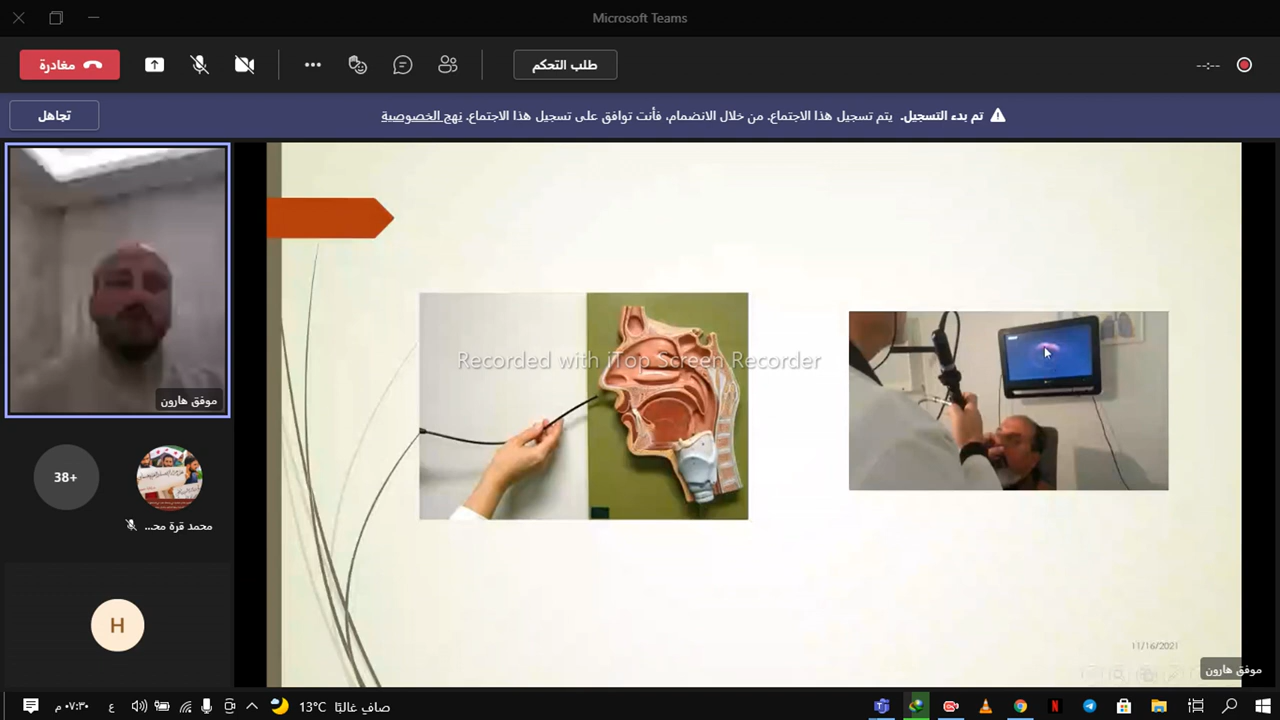 Microsoft Teams
مغادرة
طلب التحكم
--:--
تم بدء التسجيل. يتم تسجيل هذا الاجتماع. من خلال الانضمام، فأنت توافق على تسجيل هذا الاجتماع. نهج الخصوصية
تجاهل
موفق هارون
Recorded with iTop Screen Recorder
38+
محمد قرة محـ...
H
11/16/2021
موفق هارون
٠٧:٣٠ م
ع
13°C صافٍ غالبًا